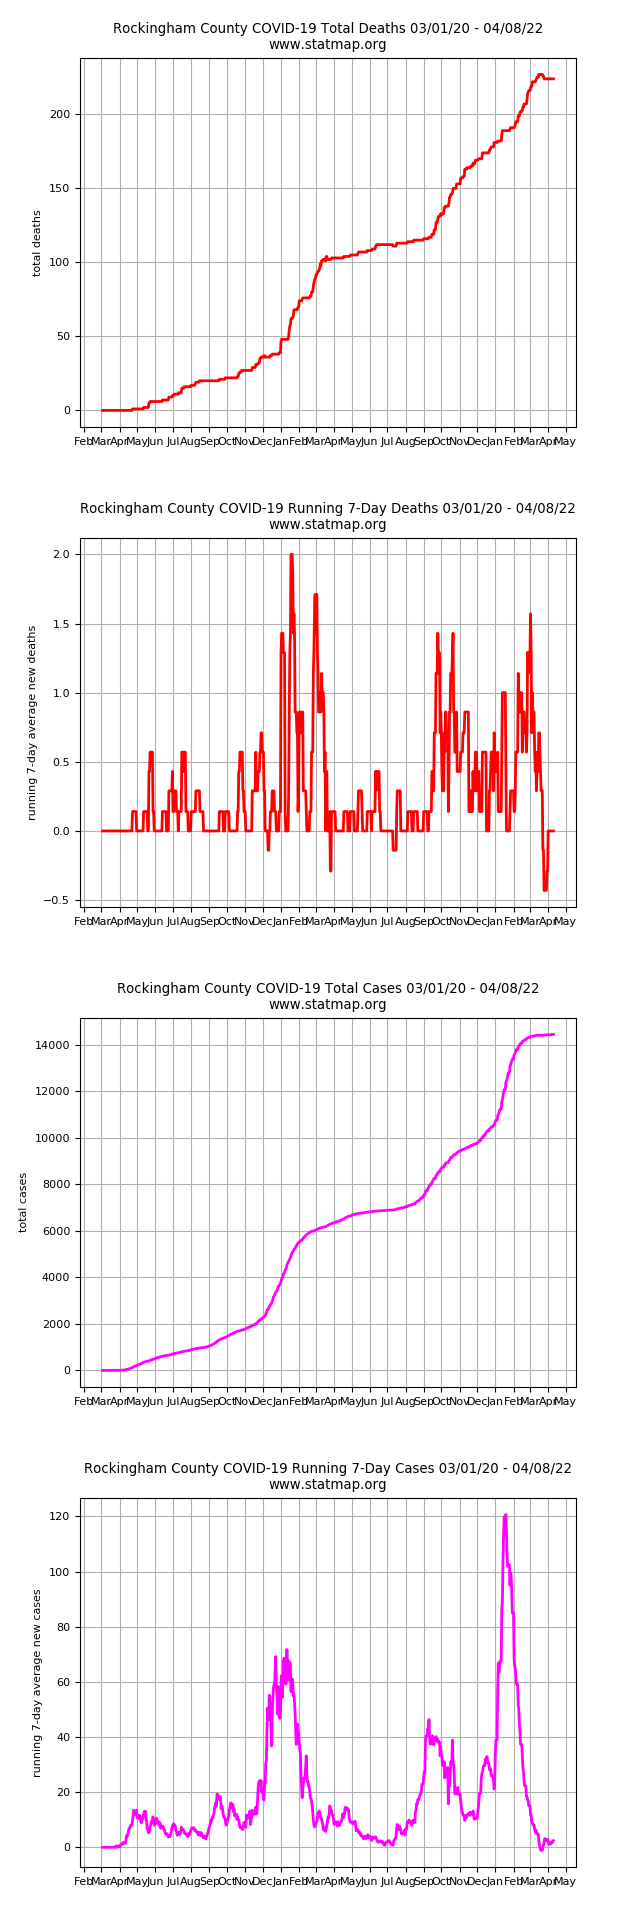 Rockingham County COVID-19 Total Deaths 03/01/20 - 04/08/22
www.statmap.org
total deaths
200
150
100
50
0
Feb Mar Apr May Jun Jul Aug Sep Oct Nov Dec Jan Feb Mar Apr May Jun Jul Aug Sep Oct Nov Dec Jan Feb Mar Apr May
Rockingham County COVID-19 Running 7-Day Deaths 03/01/20 - 04/08/22
www.statmap.org
running 7-day average new deaths
2.0
1.5
1.0
0.5
0.0
−0.5
Feb Mar Apr May Jun Jul Aug Sep Oct Nov Dec Jan Feb Mar Apr May Jun Jul Aug Sep Oct Nov Dec Jan Feb Mar Apr May
Rockingham County COVID-19 Total Cases 03/01/20 - 04/08/22
www.statmap.org
total cases
14000
12000
10000
8000
6000
4000
2000
0
Feb Mar Apr May Jun Jul Aug Sep Oct Nov Dec Jan Feb Mar Apr May Jun Jul Aug Sep Oct Nov Dec Jan Feb Mar Apr May
Rockingham County COVID-19 Running 7-Day Cases 03/01/20 - 04/08/22
www.statmap.org
running 7-day average new cases
120
100
80
60
40
20
0
Feb Mar Apr May Jun Jul Aug Sep Oct Nov Dec Jan Feb Mar Apr May Jun Jul Aug Sep Oct Nov Dec Jan Feb Mar Apr May